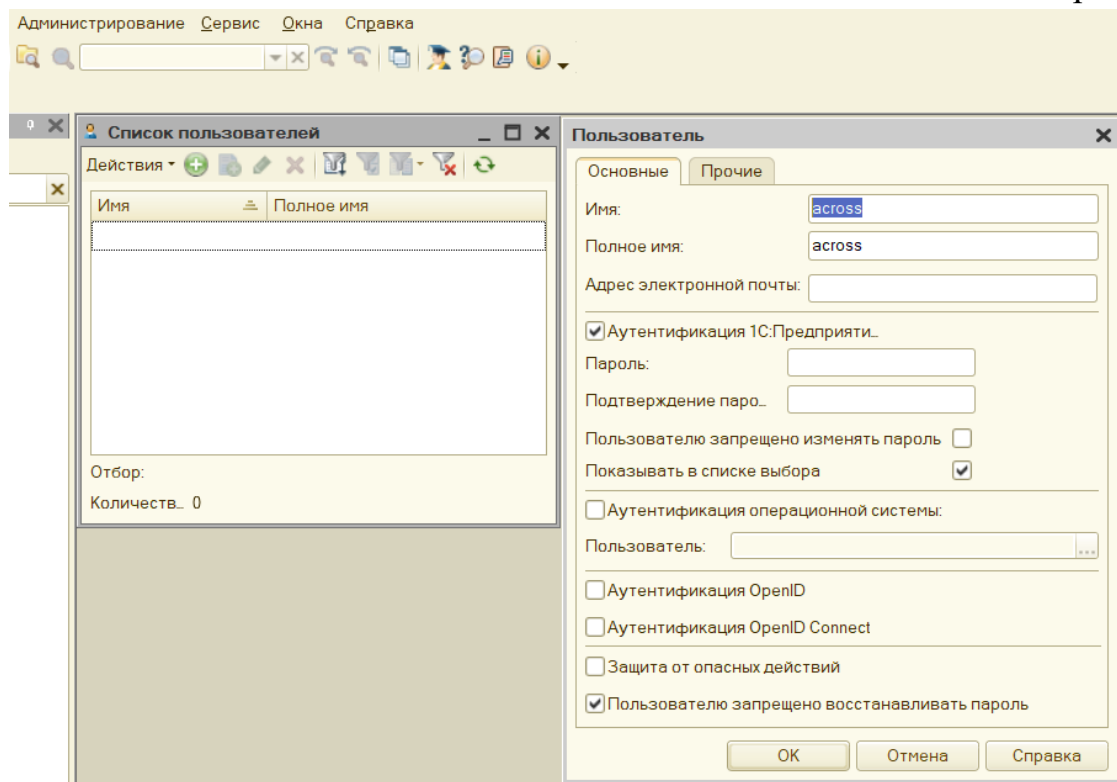 Администрирование Сервис Окна Справка
Список пользователей
Действия
Имя Полное имя
Отбор:
Количеств... 0
Пользователь
Основные Прочие
Имя: across
Полное имя: across
Адрес электронной почты:
Аутентификация 1С:Предприяти...
Пароль:
Подтверждение паро...
Пользователю запрещено изменять пароль
Показывать в списке выбора
Аутентификация операционной системы:
Пользователь: ...
Аутентификация OpenID
Аутентификация OpenID Connect
Защита от опасных действий
Пользователю запрещено восстанавливать пароль
OK Отмена Справка